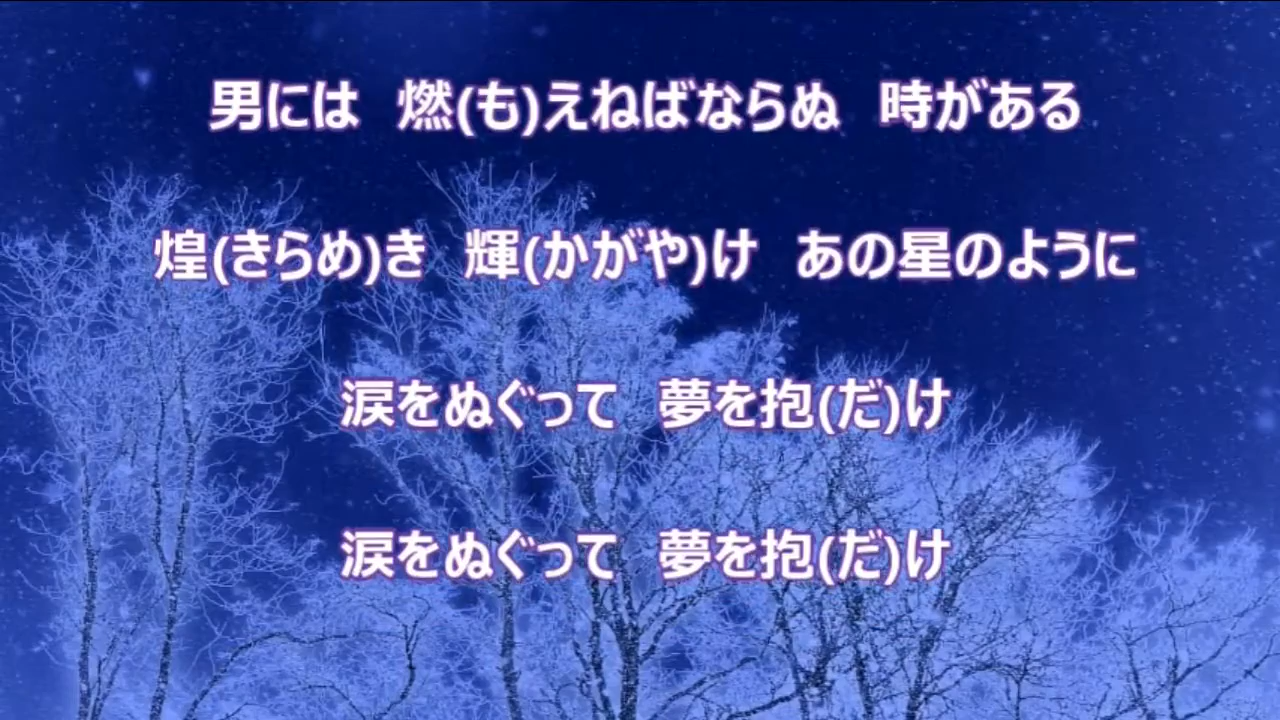 男には　燃(も)えねばならぬ　時がある
煌(きらめ)き　輝(かがや)け　あの星のように
涙をぬぐって　夢を抱(だ)け
涙をぬぐって　夢を抱(だ)け